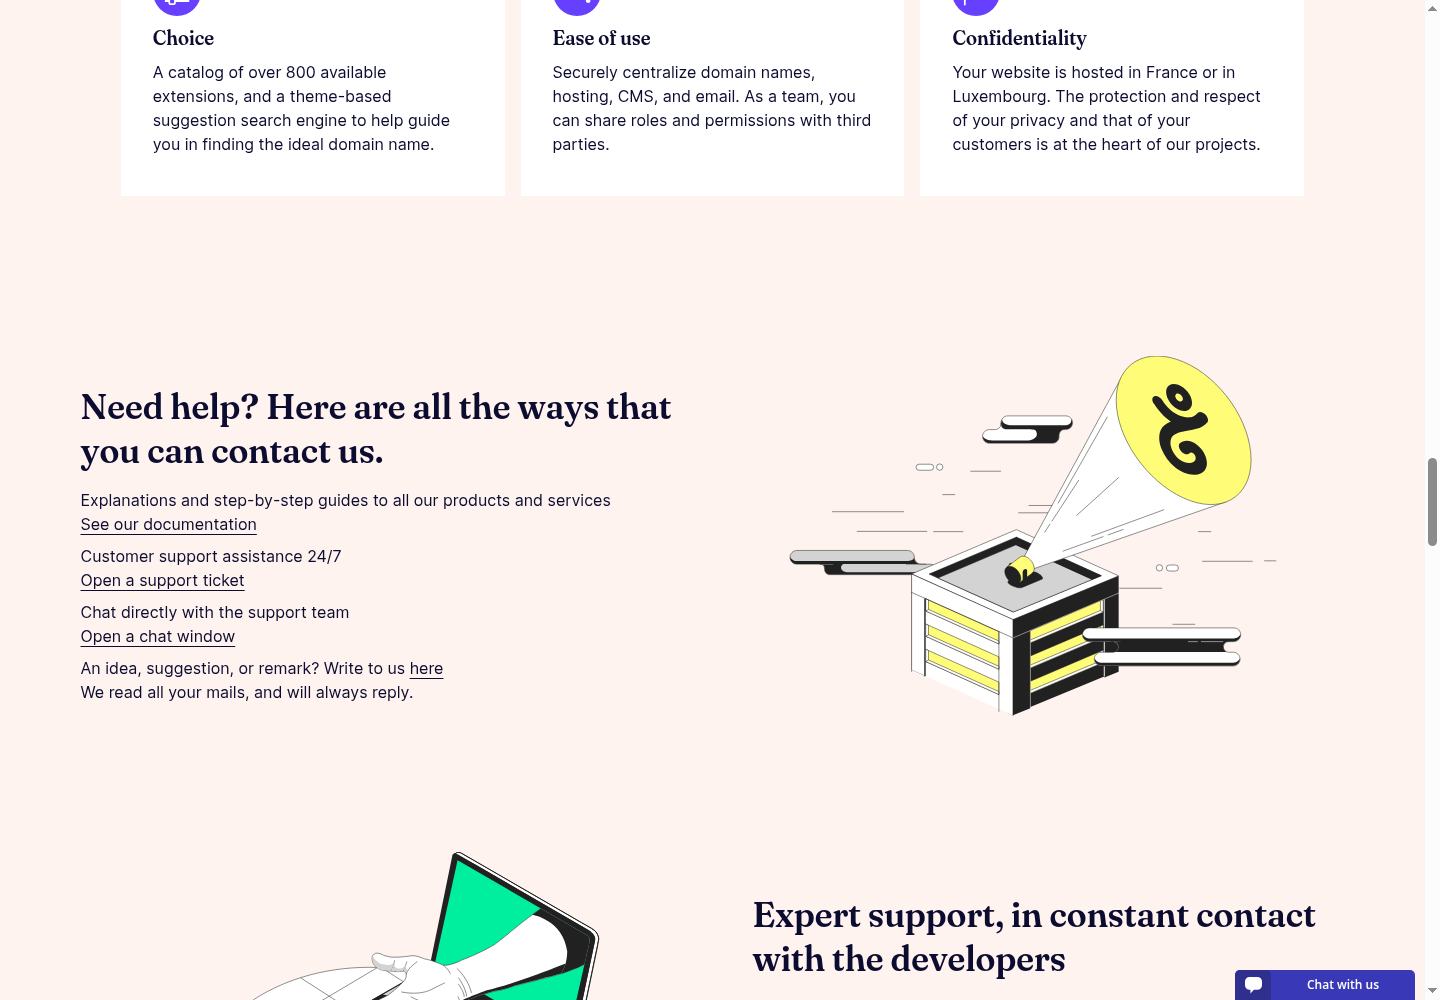 Choice
A catalog of over 800 available
extensions, and a theme-based
suggestion search engine to help guide
you in finding the ideal domain name.
Ease of use
Securely centralize domain names,
hosting, CMS, and email. As a team, you
can share roles and permissions with third
parties.
Confidentiality
Your website is hosted in France or in
Luxembourg. The protection and respect
of your privacy and that of your
customers is at the heart of our projects.
Need help? Here are all the ways that
you can contact us.
Explanations and step-by-step guides to all our products and services
See our documentation
Customer support assistance 24/7
Open a support ticket
Chat directly with the support team
Open a chat window
An idea, suggestion, or remark? Write to us here
We read all your mails, and will always reply.
Expert support, in constant contact
with the developers
Chat with us